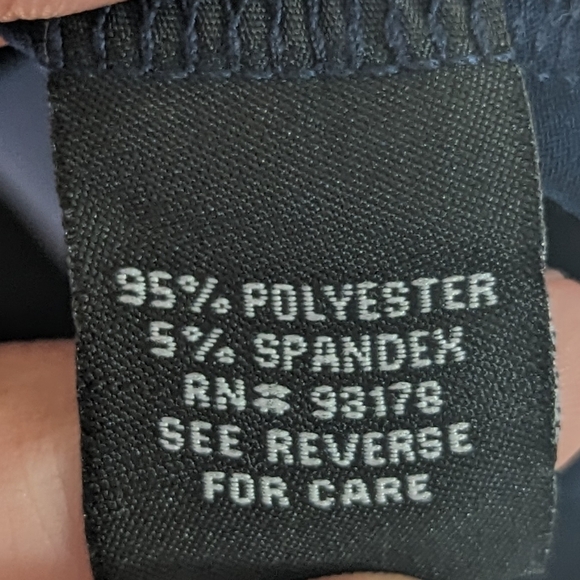 95% POLYESTER
5% SPANDEX
RN# 93178
SEE REVERSE
FOR CARE